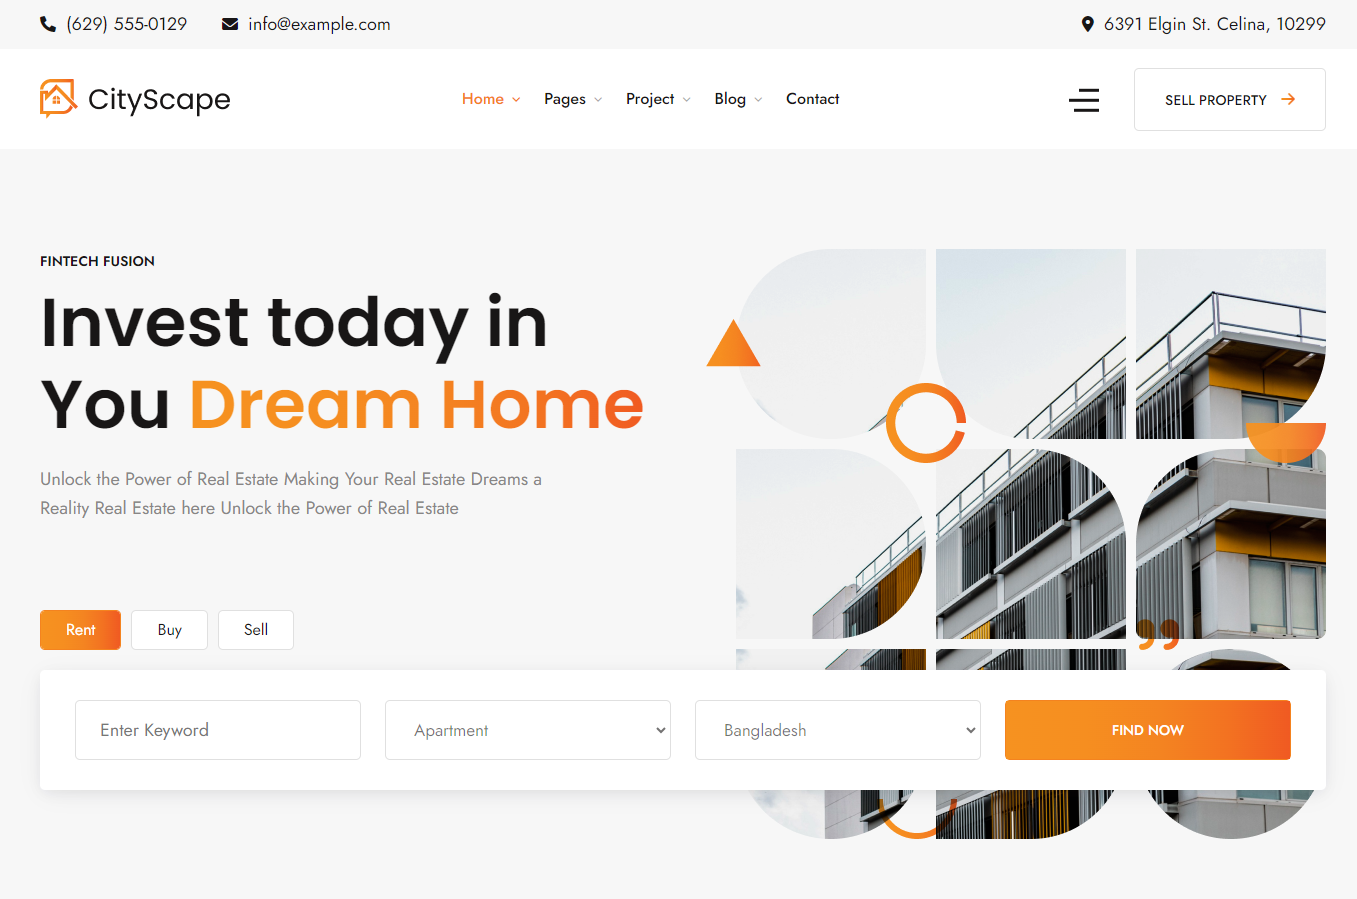 (629) 555-0129
info@example.com
6391 Elgin St. Celina, 10299
CityScape
Home
Pages
Project
Blog
Contact
SELL PROPERTY
FINTECH FUSION
Invest today in
You Dream Home
Unlock the Power of Real Estate Making Your Real Estate Dreams a
Reality Real Estate here Unlock the Power of Real Estate
Rent
Buy
Sell
Enter Keyword
Apartment
Bangladesh
FIND NOW